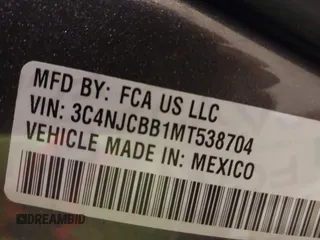 MFD BY: FCA US LLC
VIN: 3C4NJCBB1MT538704
VEHICLE MADE IN: MEXICO
DREAMBID